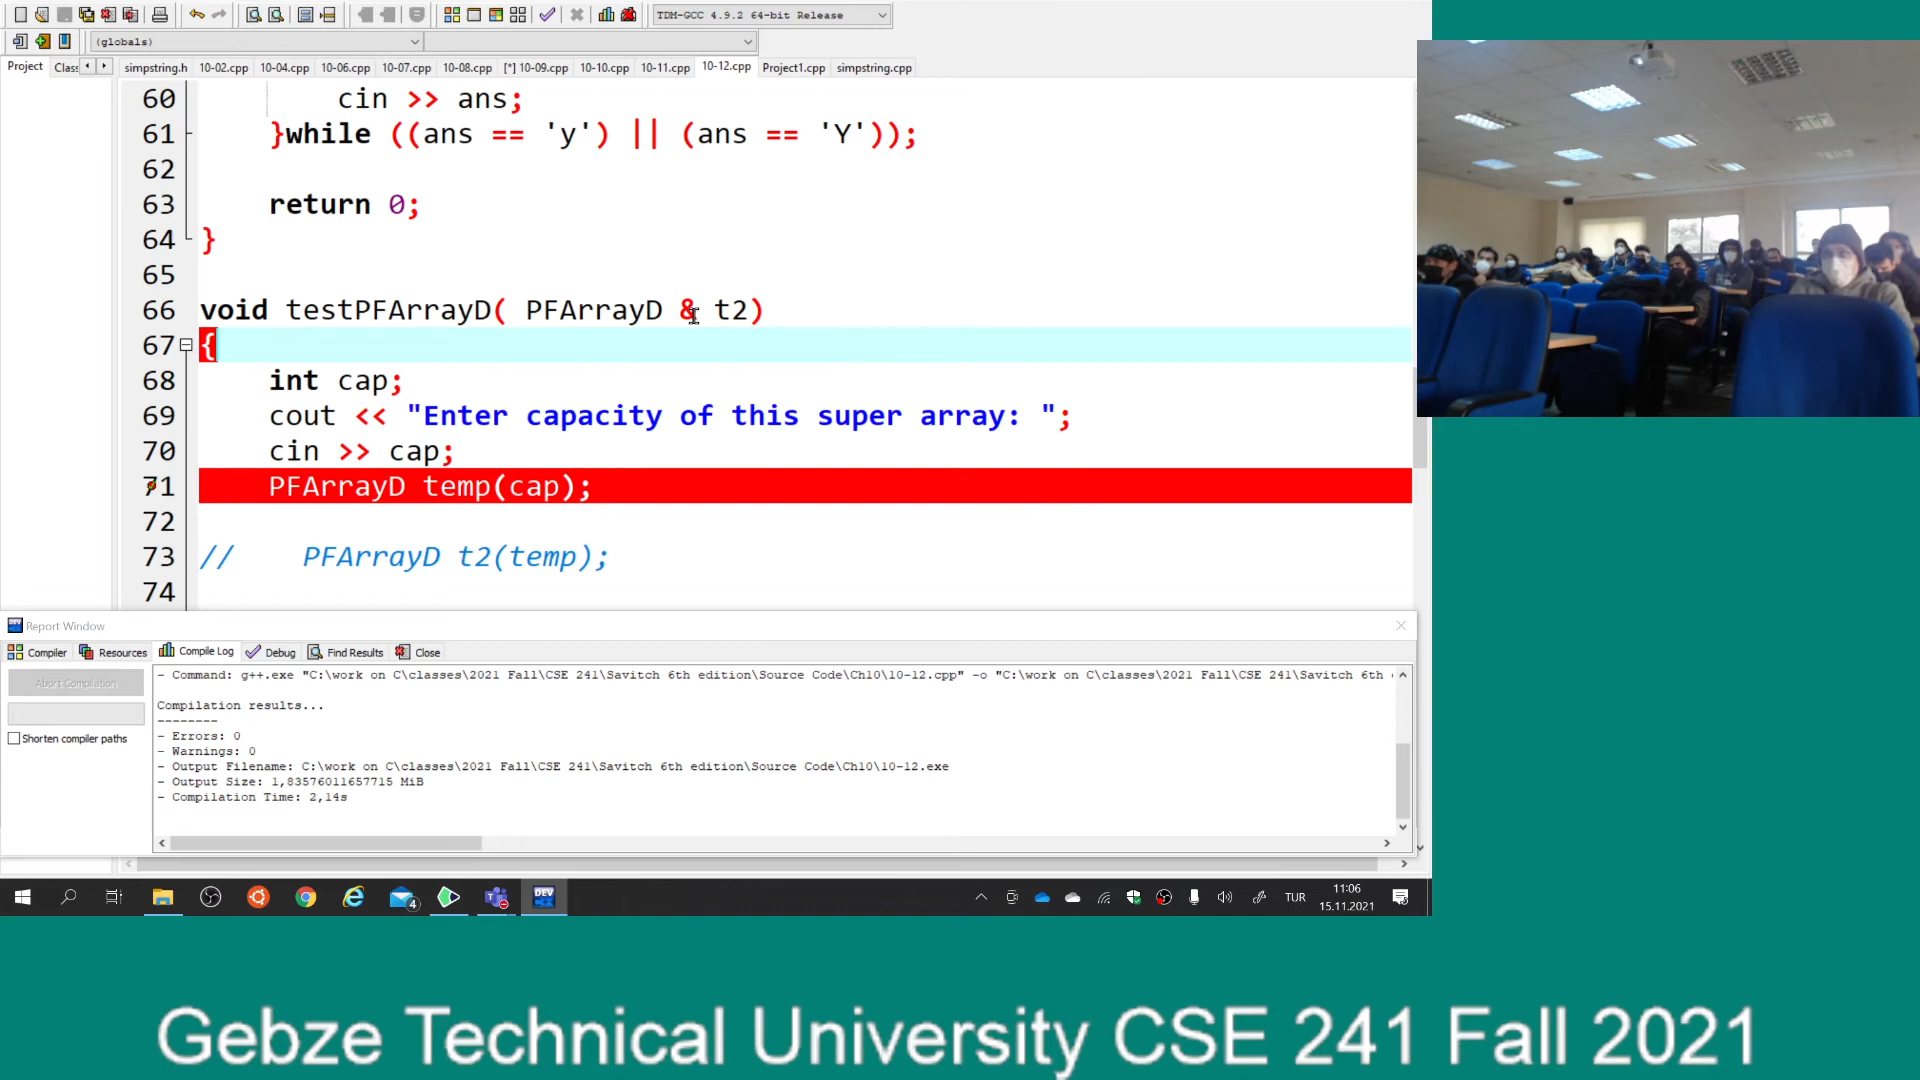 TDM-GCC 4.9.2 64-bit Release
(globals)
Project Clas simpstring.h 10-02.cpp 10-04.cpp 10-06.cpp 10-07.cpp 10-08.cpp [*] 10-09.cpp 10-10.cpp 10-11.cpp 10-12.cpp Project1.cpp simpstring.cpp
60 cin >> ans;
61 }while ((ans == 'y') || (ans == 'Y'));
62
63 return 0;
64 }
65
66 void testPFArrayD( PFArrayD & t2)
67 {
68 int cap;
69 cout << "Enter capacity of this super array: ";
70 cin >> cap;
71 PFArrayD temp(cap);
72
73 // PFArrayD t2(temp);
74
Report Window
Compiler Resources Compile Log Debug Find Results Close
Abort Compilation
Shorten compiler paths
- Command: g++.exe "C:\work on C\classes\2021 Fall\CSE 241\Savitch 6th edition\Source Code\Ch10\10-12.cpp" -o "C:\work on C\classes\2021 Fall\CSE 241\Savitch 6th
Compilation results...
--------
- Errors: 0
- Warnings: 0
- Output Filename: C:\work on C\classes\2021 Fall\CSE 241\Savitch 6th edition\Source Code\Ch10\10-12.exe
- Output Size: 1,83576011657715 MiB
- Compilation Time: 2,14s
4
DEV
TUR
11:06
15.11.2021
Gebze Technical University CSE 241 Fall 2021